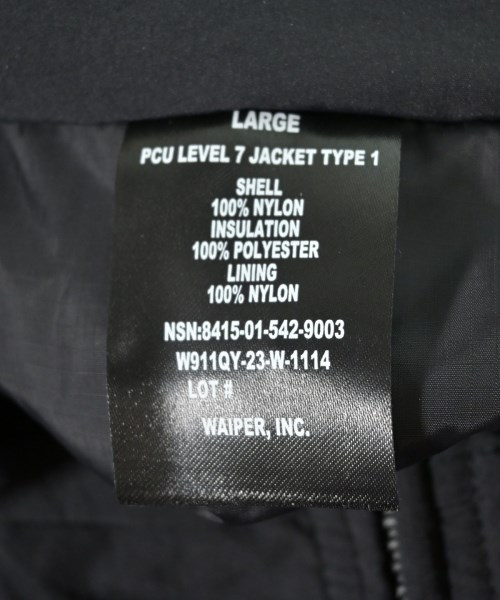 LARGE
PCU LEVEL 7 JACKET TYPE 1
SHELL
100% NYLON
INSULATION
100% POLYESTER
LINING
100% NYLON
NSN:8415-01-542-9003
W911QY-23-W-1114
LOT #
WAIPER, INC.